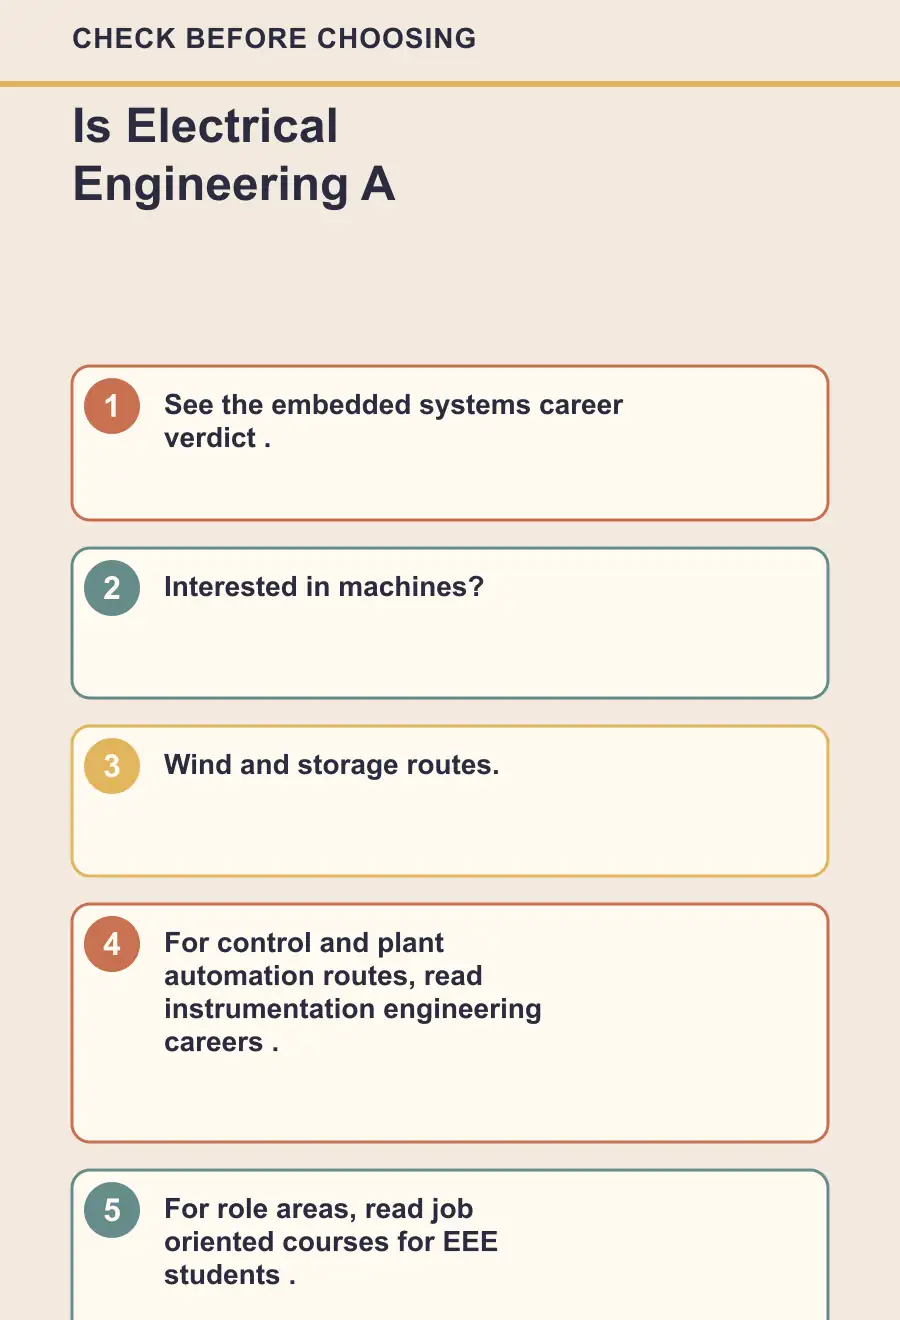 CHECK BEFORE CHOOSING
Is Electrical
Engineering A
1
See the embedded systems career
verdict .
2
Interested in machines?
3
Wind and storage routes.
4
For control and plant
automation routes, read
instrumentation engineering
careers .
5
For role areas, read job
oriented courses for EEE
students .